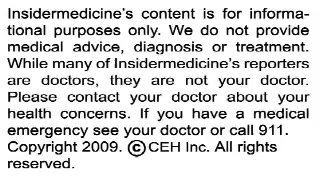 Insidermedicine's content is for informa-
tional purposes only. We do not provide
medical advice, diagnosis or treatment.
While many of Insidermedicine's reporters
are doctors, they are not your doctor.
Please contact your doctor about your
health concerns. If you have a medical
emergency see your doctor or call 911.
Copyright 2009. ©CEH Inc. All rights
reserved.